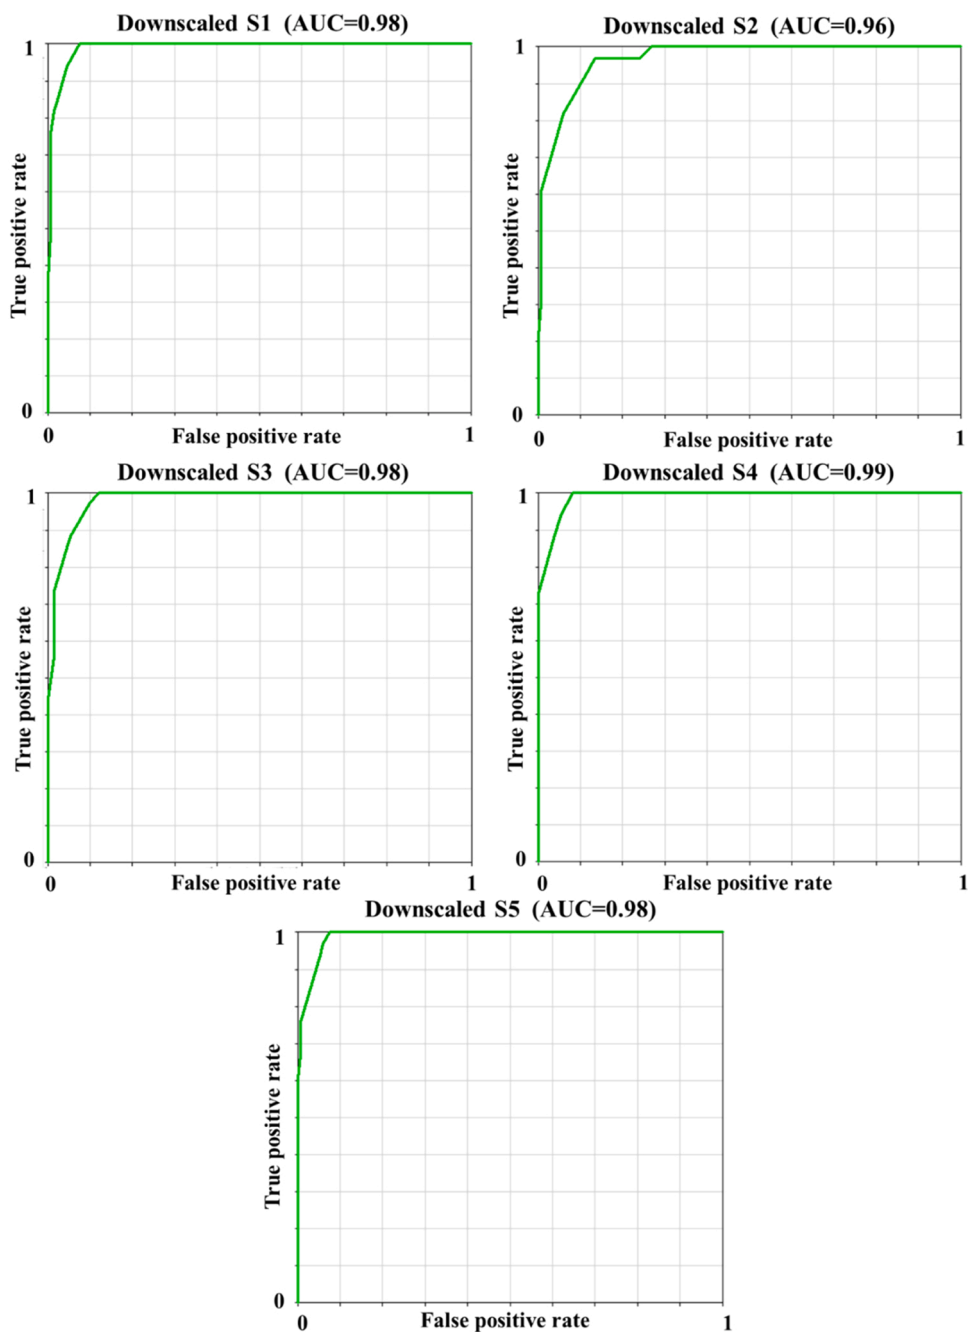 Downscaled S1 (AUC=0.98)
1
True positive rate
0
0
False positive rate
1
Downscaled S2 (AUC=0.96)
1
True positive rate
0
0
False positive rate
1
Downscaled S3 (AUC=0.98)
1
True positive rate
0
0
False positive rate
1
Downscaled S4 (AUC=0.99)
1
True positive rate
0
0
False positive rate
1
Downscaled S5 (AUC=0.98)
1
True positive rate
0
0
False positive rate
1